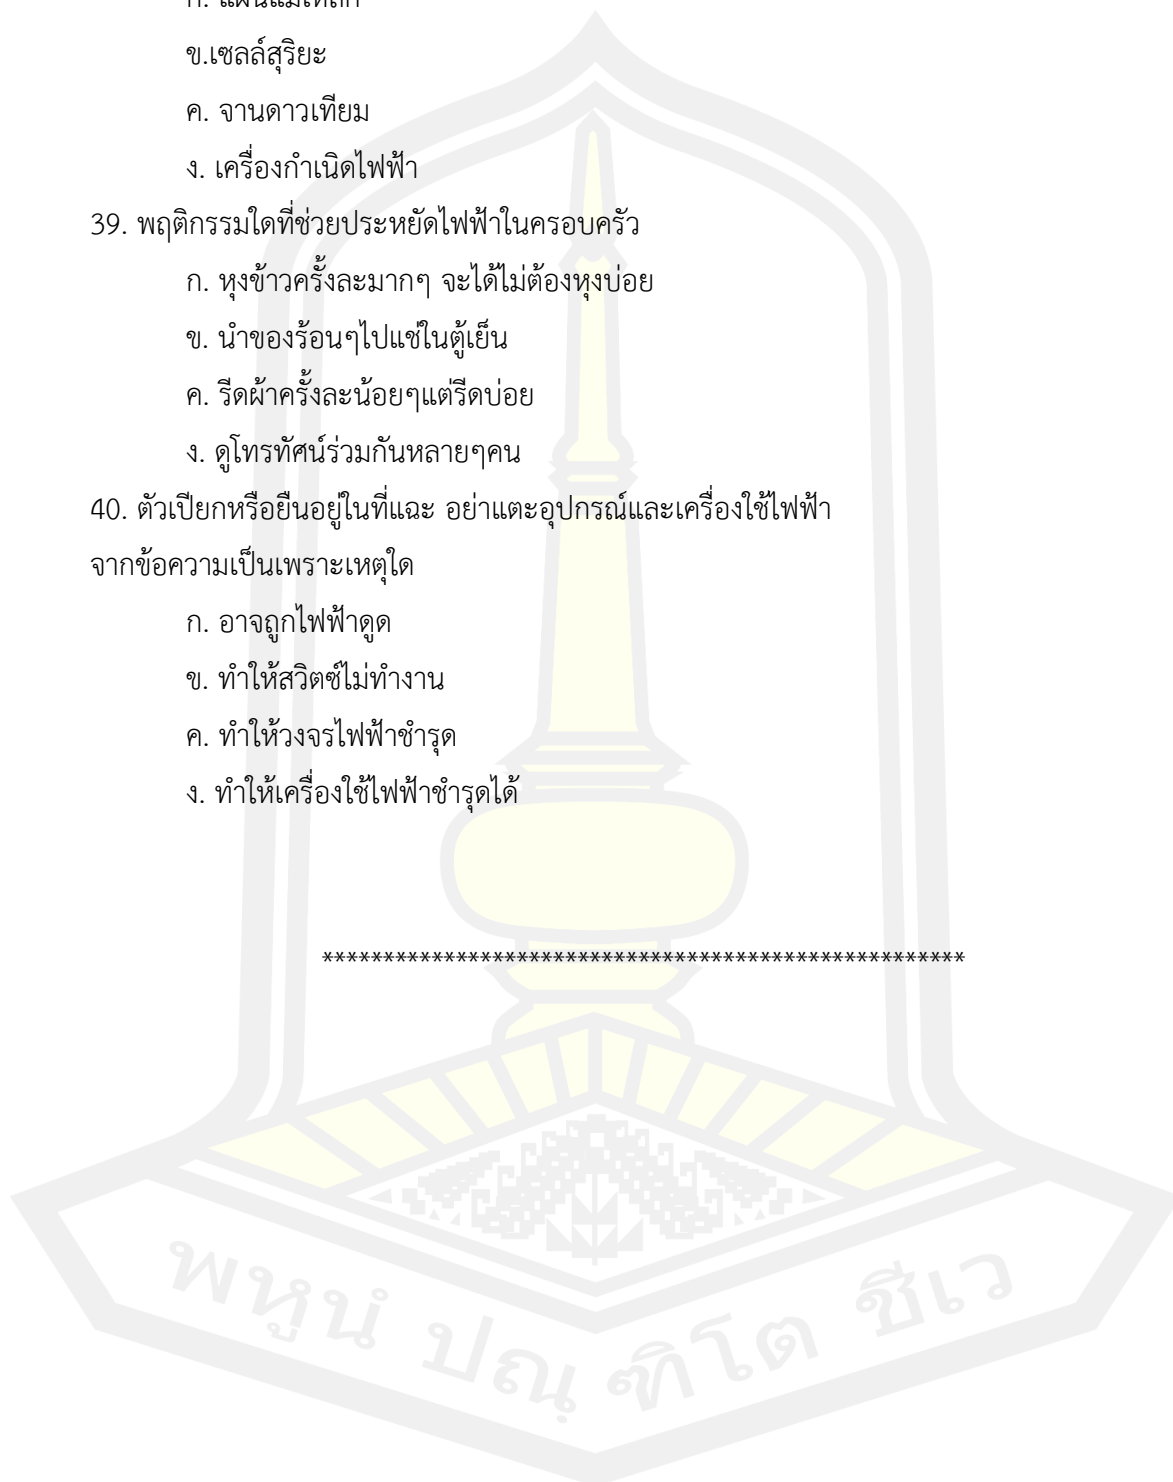 ก. แผ่นแม่เหล็ก
ข.เซลล์สุริยะ
ค. จานดาวเทียม
ง. เครื่องกำเนิดไฟฟ้า
39. พฤติกรรมใดที่ช่วยประหยัดไฟฟ้าในครอบครัว
ก. หุงข้าวครั้งละมากๆ จะได้ไม่ต้องหุงบ่อย
ข. นำของร้อนๆไปแช่ในตู้เย็น
ค. รีดผ้าครั้งละน้อยๆแต่รีดบ่อย
ง. ดูโทรทัศน์ร่วมกันหลายๆคน
40. ตัวเปียกหรือยืนอยู่ในที่แฉะ อย่าแตะอุปกรณ์และเครื่องใช้ไฟฟ้า
จากข้อความเป็นเพราะเหตุใด
ก. อาจถูกไฟฟ้าดูด
ข. ทำให้สวิตซ์ไม่ทำงาน
ค. ทำให้วงจรไฟฟ้าชำรุด
ง. ทำให้เครื่องใช้ไฟฟ้าชำรุดได้
*****************************************************
พหูนํ ปณฺฑิโต ชีเว